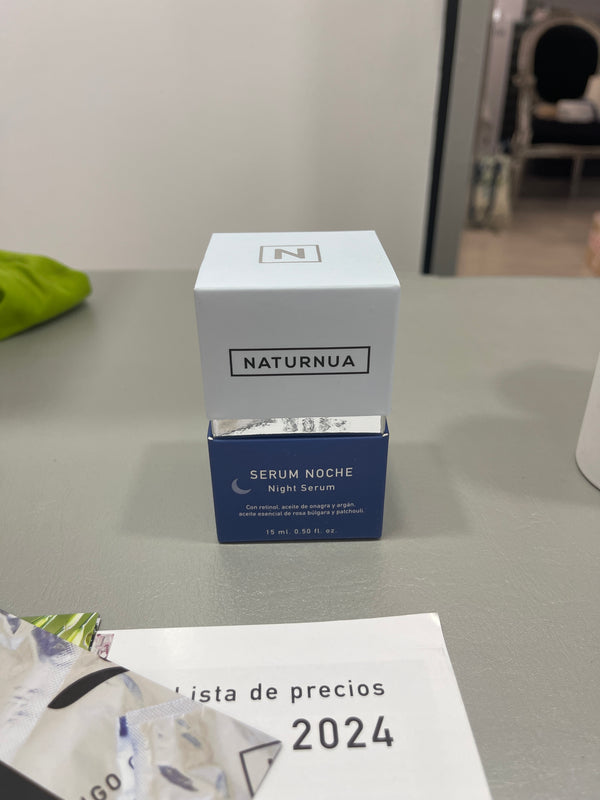 N
NATURNUA
SERUM NOCHE
Night Serum
Con retinol, aceite de onagra y argán,
aceite esencial de rosa búlgara y patchouli.
15 ml. 0.50 fl. oz.
Lista de precios
2024